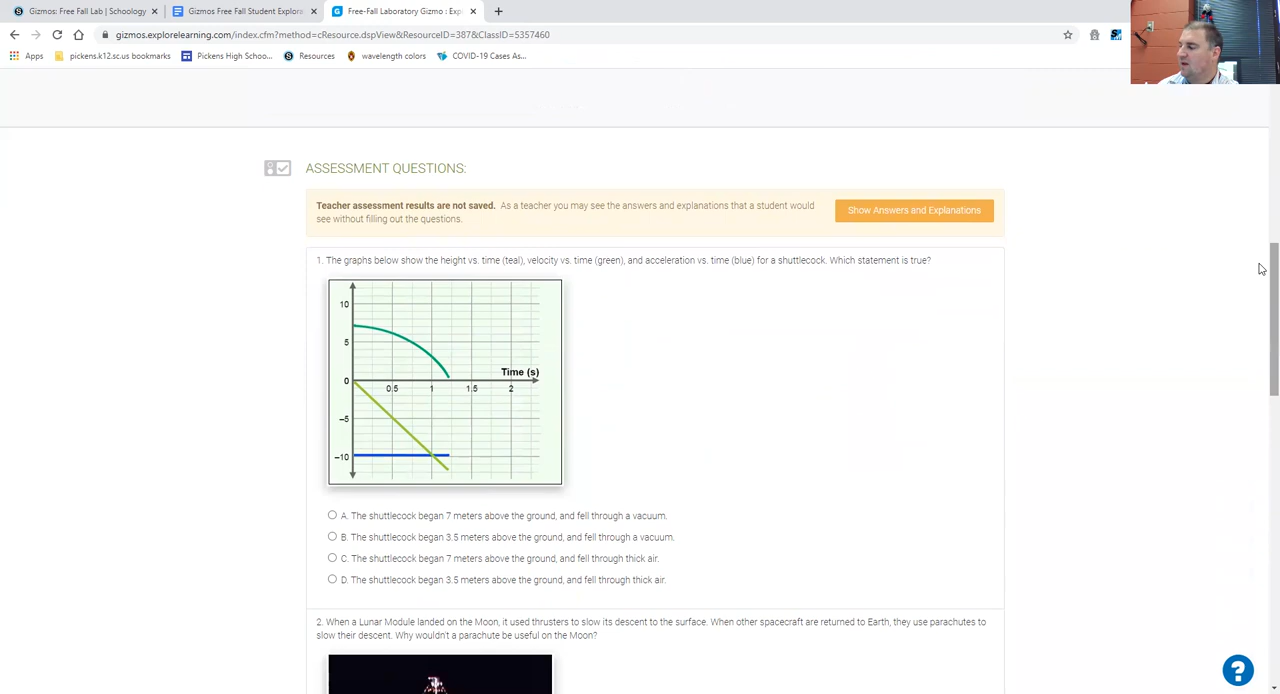 Gizmos: Free Fall Lab | Schoology
Gizmos Free Fall Student Explora
Free-Fall Laboratory Gizmo : Exp
gizmos.explorelearning.com/index.cfm?method=cResource.dspView&ResourceID=387&ClassID=5357460
Apps
pickens.k12.sc.us bookmarks
Pickens High Schoo...
Resources
wavelength colors
COVID-19 Cases As...
ASSESSMENT QUESTIONS:
Teacher assessment results are not saved. As a teacher you may see the answers and explanations that a student would
see without filling out the questions.
Show Answers and Explanations
1. The graphs below show the height vs. time (teal), velocity vs. time (green), and acceleration vs. time (blue) for a shuttlecock. Which statement is true?
10
5
0
-5
-10
Time (s)
0.5 1 1.5 2
A. The shuttlecock began 7 meters above the ground, and fell through a vacuum.
B. The shuttlecock began 3.5 meters above the ground, and fell through a vacuum.
C. The shuttlecock began 7 meters above the ground, and fell through thick air.
D. The shuttlecock began 3.5 meters above the ground, and fell through thick air.
2. When a Lunar Module landed on the Moon, it used thrusters to slow its descent to the surface. When other spacecraft are returned to Earth, they use parachutes to
slow their descent. Why wouldn't a parachute be useful on the Moon?
?